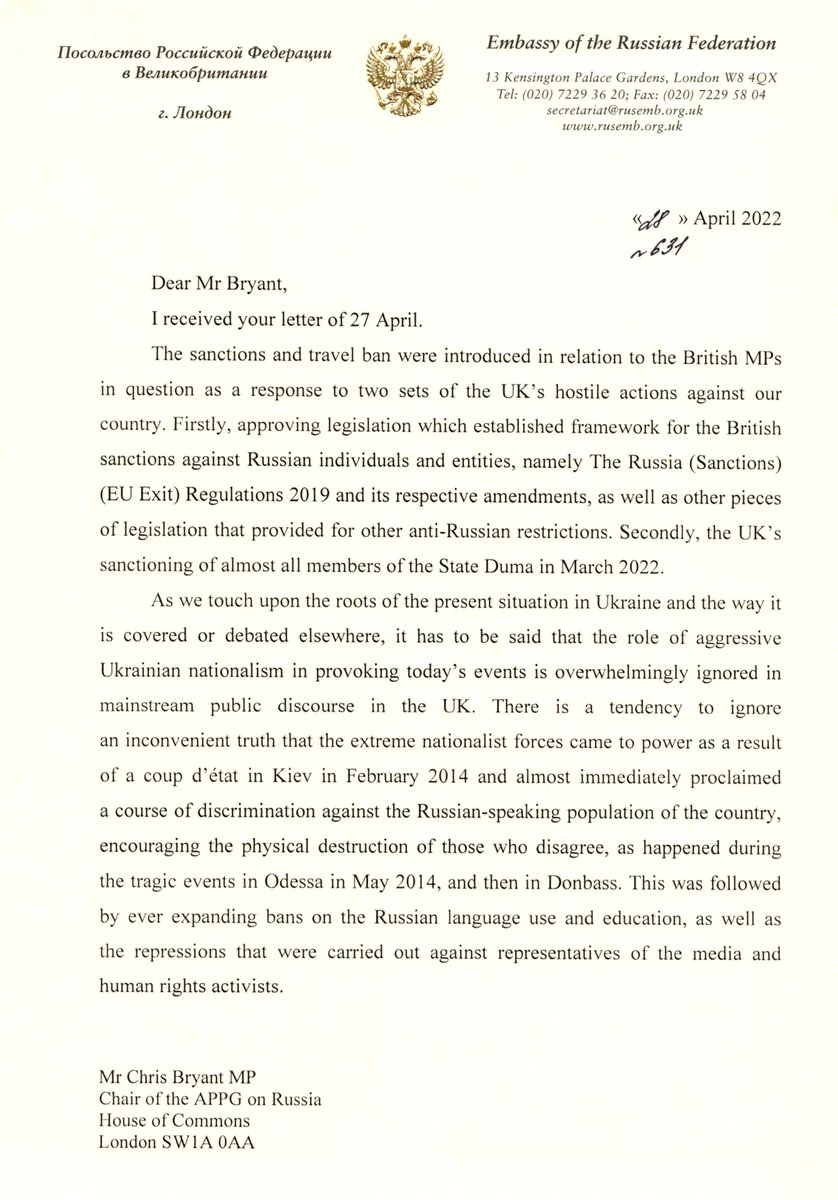 Посольство Российской Федерации
в Великобритании
г. Лондон
Embassy of the Russian Federation
13 Kensington Palace Gardens, London W8 4QX
Tel: (020) 7229 36 20; Fax: (020) 7229 58 04
secretariat@rusemb.org.uk
www.rusemb.org.uk
«28 » April 2022
№631
Dear Mr Bryant,
I received your letter of 27 April.
The sanctions and travel ban were introduced in relation to the British MPs
in question as a response to two sets of the UK’s hostile actions against our
country. Firstly, approving legislation which established framework for the British
sanctions against Russian individuals and entities, namely The Russia (Sanctions)
(EU Exit) Regulations 2019 and its respective amendments, as well as other pieces
of legislation that provided for other anti-Russian restrictions. Secondly, the UK’s
sanctioning of almost all members of the State Duma in March 2022.
As we touch upon the roots of the present situation in Ukraine and the way it
is covered or debated elsewhere, it has to be said that the role of aggressive
Ukrainian nationalism in provoking today’s events is overwhelmingly ignored in
mainstream public discourse in the UK. There is a tendency to ignore
an inconvenient truth that the extreme nationalist forces came to power as a result
of a coup d’état in Kiev in February 2014 and almost immediately proclaimed
a course of discrimination against the Russian-speaking population of the country,
encouraging the physical destruction of those who disagree, as happened during
the tragic events in Odessa in May 2014, and then in Donbass. This was followed
by ever expanding bans on the Russian language use and education, as well as
the repressions that were carried out against representatives of the media and
human rights activists.
Mr Chris Bryant MP
Chair of the APPG on Russia
House of Commons
London SW1A 0AA